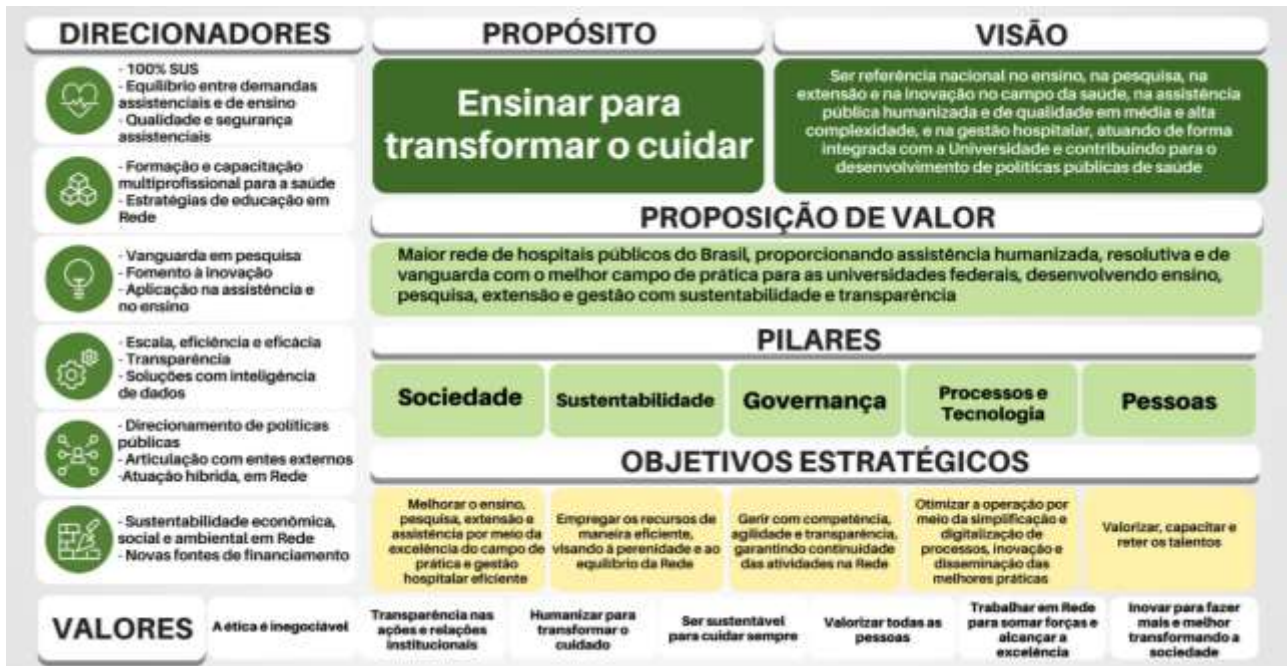 DIRECIONADORES
- 100% SUS
- Equilíbrio entre demandas
assistenciais e de ensino
- Qualidade e segurança
assistenciais
- Formação e capacitação
multiprofissional para a saúde
- Estratégias de educação em
Rede
- Vanguarda em pesquisa
- Fomento à inovação
- Aplicação na assistência e
no ensino
- Escala, eficiência e eficácia
- Transparência
- Soluções com inteligência
de dados
- Direcionamento de políticas
públicas
- Articulação com entes externos
-Atuação híbrida, em Rede
- Sustentabilidade econômica,
social e ambiental em Rede
- Novas fontes de financiamento
PROPÓSITO
Ensinar para
transformar o cuidar
VISÃO
Ser referência nacional no ensino, na pesquisa, na
extensão e na inovação no campo da saúde, na assistência
pública humanizada e de qualidade em média e alta
complexidade, e na gestão hospitalar, atuando de forma
integrada com a Universidade e contribuindo para o
desenvolvimento de políticas publicas de saúde
PROPOSIÇÃO DE VALOR
Maior rede de hospitais públicos do Brasil, proporcionando assistência humanizada, resolutiva e de
vanguarda com o melhor campo de prática para as universidades federais, desenvolvendo ensino,
pesquisa, extensão e gestão com sustentabilidade e transparência
PILARES
Sociedade
Sustentabilidade
Governança
Processos e
Tecnologia
Pessoas
OBJETIVOS ESTRATÉGICOS
Melhorar o ensino,
pesquisa, extensão e
assistência por meio da
excelência do campo de
prática e gestão
hospitalar eficiente
Empregar os recursos de
maneira eficiente,
visando à perenidade e ao
equilíbrio da Rede
Gerir com competência,
agilidade e transparência,
garantindo continuidade
das atividades na Rede
Otimizar a operação por
meio da simplificação e
digitalização de
processos, inovação e
disseminação das
melhores práticas
Valorizar, capacitar e
reter os talentos
VALORES
A ética é inegociável
Transparência nas
ações e relações
institucionais
Humanizar para
transformar o
cuidado
Ser sustentável
para cuidar sempre
Valorizar todas as
pessoas
Trabalhar em Rede
para somar forças e
alcançar a
excelência
Inovar para fazer
mais e melhor
transformando a
sociedade